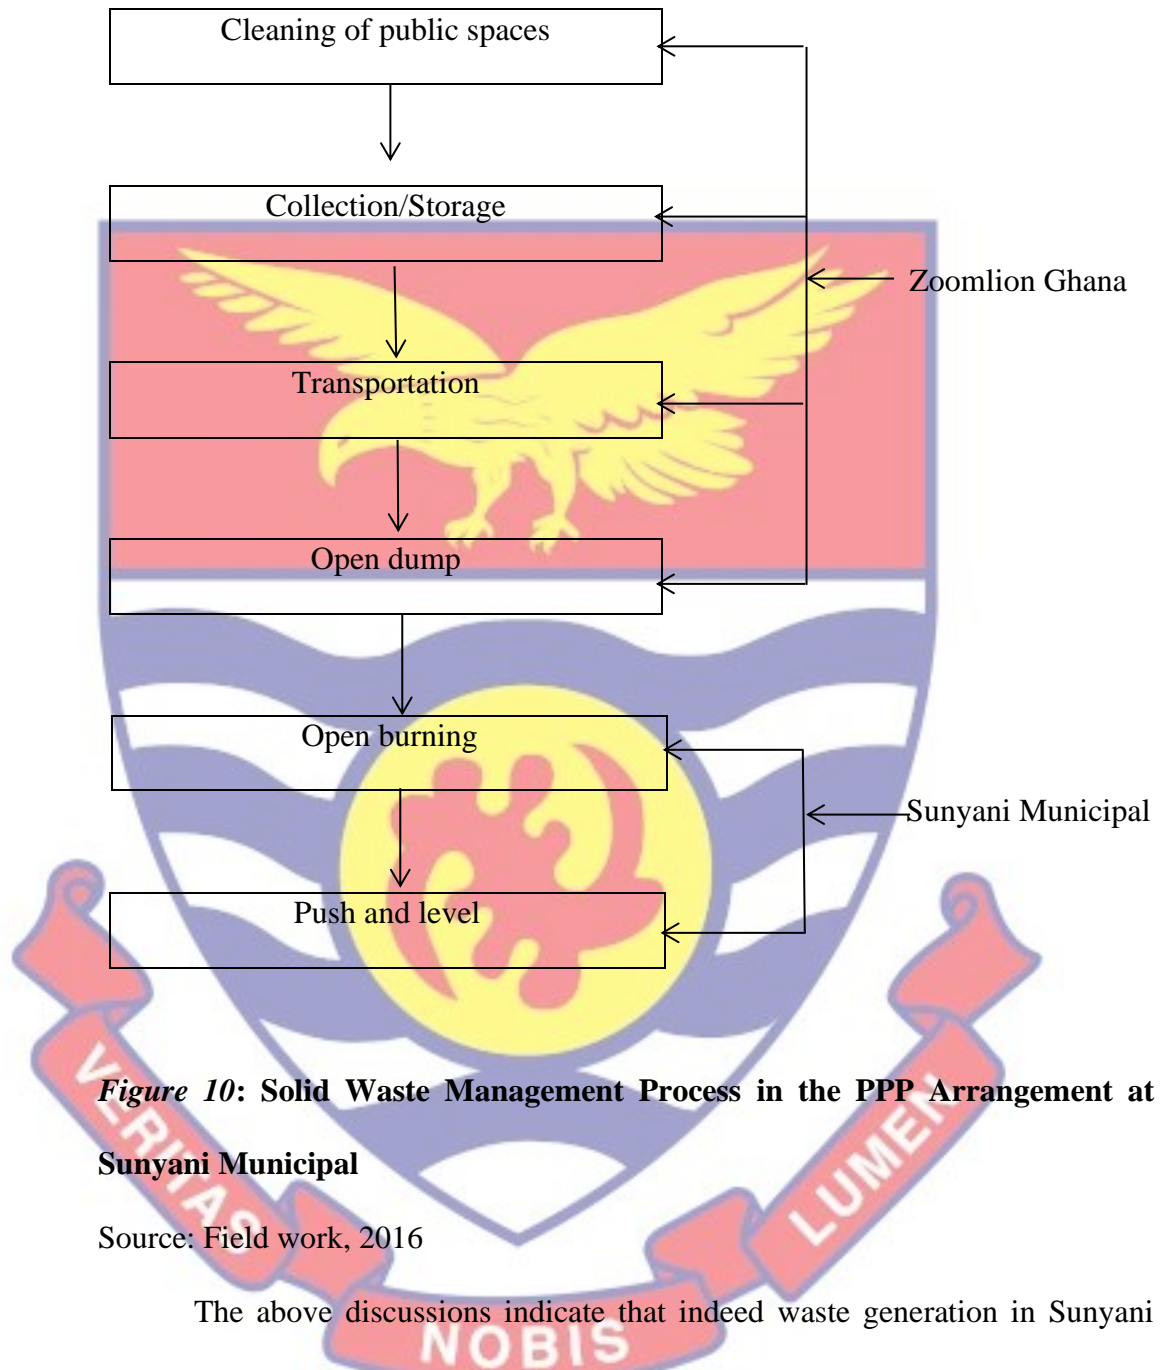 Cleaning of public spaces
Collection/Storage
Zoomlion Ghana
Transportation
Open dump
Open burning
Sunyani Municipal
Push and level
Figure 10: Solid Waste Management Process in the PPP Arrangement at
Sunyani Municipal
Source: Field work, 2016
The above discussions indicate that indeed waste generation in Sunyani
VERITAS
NOBIS
LUMEN